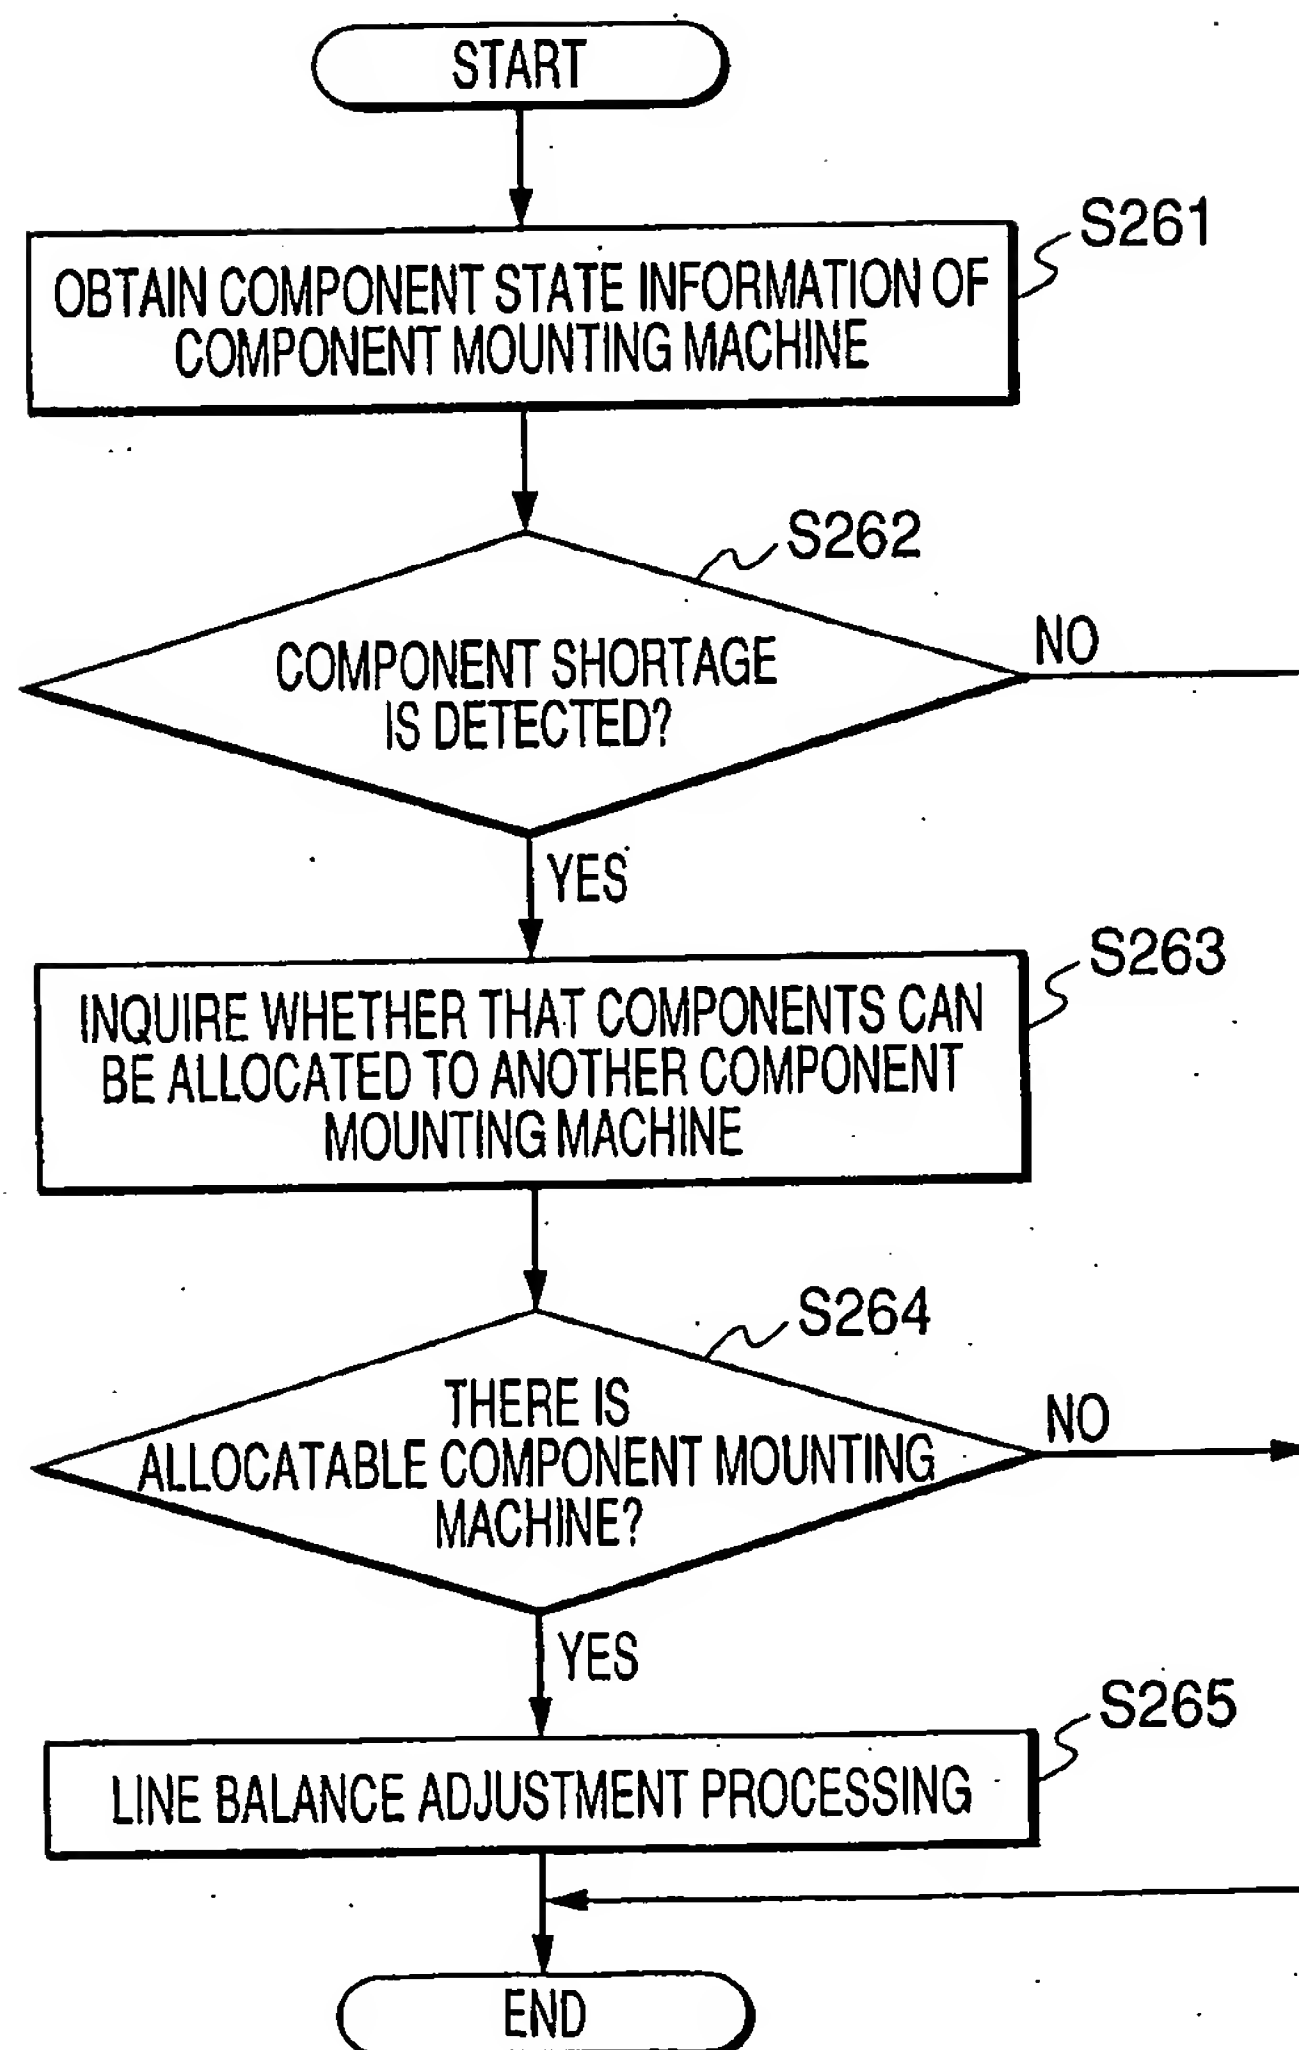 START
S261
OBTAIN COMPONENT STATE INFORMATION OF
COMPONENT MOUNTING MACHINE
S262
COMPONENT SHORTAGE
IS DETECTED?
NO
YES
S263
INQUIRE WHETHER THAT COMPONENTS CAN
BE ALLOCATED TO ANOTHER COMPONENT
MOUNTING MACHINE
S264
THERE IS
ALLOCATABLE COMPONENT MOUNTING
MACHINE?
NO
YES
S265
LINE BALANCE ADJUSTMENT PROCESSING
END